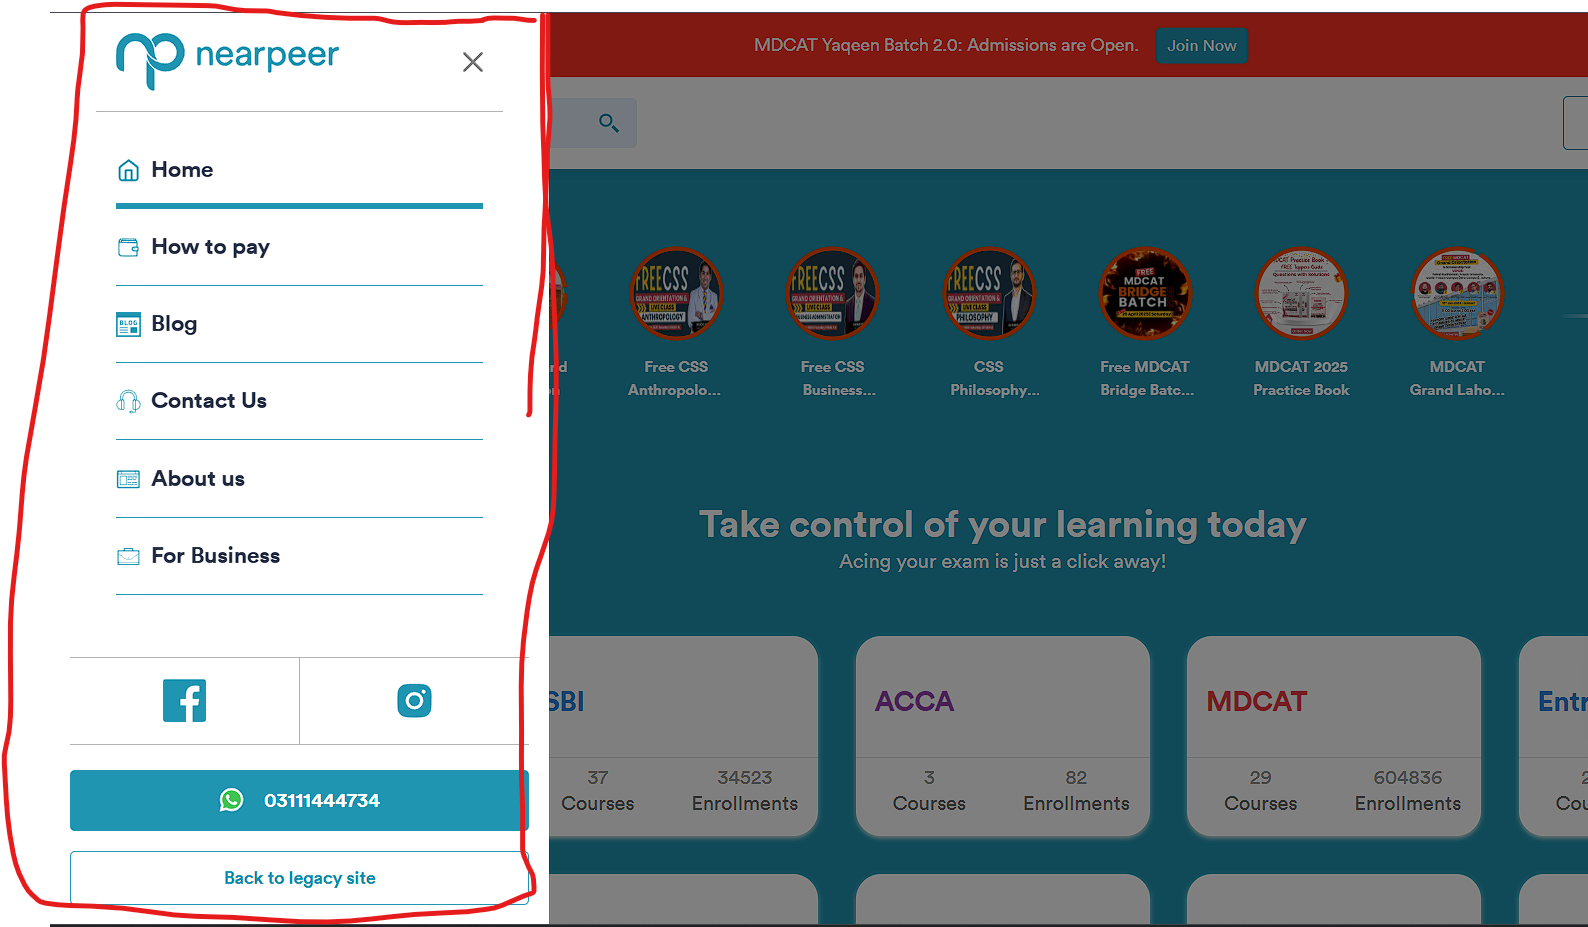 nearpeer
MDCAT Yaqeen Batch 2.0: Admissions are Open.
Join Now
Home
How to pay
Blog
Contact Us
About us
For Business
03111444734
Back to legacy site
FREE CSS
GRAND ORIENTATION &
LIVE CLASS
ANTHROPOLOGY
FREE CSS
GRAND ORIENTATION &
LIVE CLASS
BUSINESS ADMINISTRATION
FREE CSS
GRAND ORIENTATION &
LIVE CLASS
PHILOSOPHY
FREE
MDCAT
BRIDGE
BATCH
MDCAT Practice Book
Free CSS
Anthropolo...
Free CSS
Business...
CSS
Philosophy...
Free MDCAT
Bridge Batc...
MDCAT 2025
Practice Book
MDCAT
Grand Laho...
Take control of your learning today
Acing your exam is just a click away!
SBI
37
Courses
34523
Enrollments
ACCA
3
Courses
82
Enrollments
MDCAT
29
Courses
604836
Enrollments
Entr
2
Cou